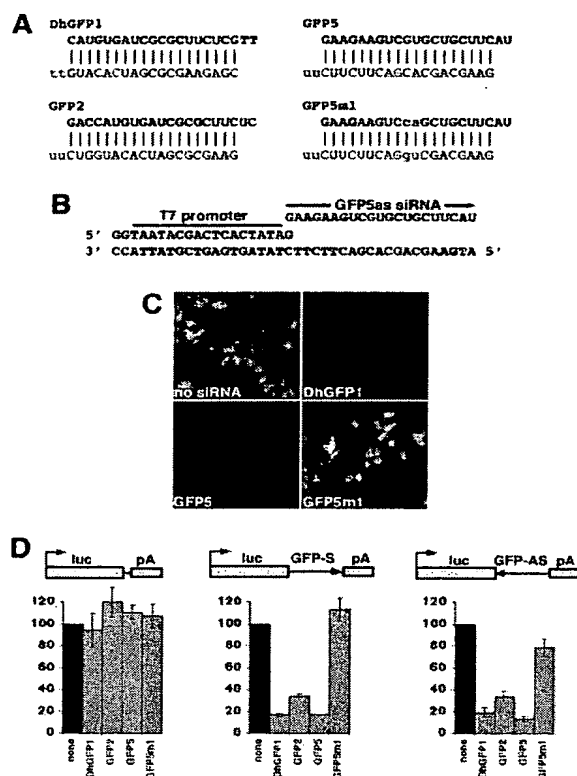 A
DhGFP1
CAUGUGAUCGCGCUUCUCGTT
ttGUACACUAGCGCGAAGAGC
GFP5
GAAGAAGUCGUGCUGCUUCAU
uuCUUCUUCAGCACGACGAAG
GFP2
GACCAUGUGAUCGCGCUUCUC
uuCUGGUACACUAGCGCGAAG
GFP5m1
GAAGAAGUCcaGCUGCUUCAU
uuCUUCUUCAGguCGACGAAG
B
GFP5as siRNA
T7 promoter
GAAGAAGUCGUGCUGCUUCAU
5' GGTAATACGACTCACTATAG
3' CCATTATGCTGAGTGATATCTTCTTCAGCACGACGAAGTA 5'
C
no siRNA
DhGFP1
GFP5
GFP5m1
D
luc pA
luc GFP-S pA
luc GFP-AS pA
120
100
80
60
40
20
0
none DhGFP1 GFP2 GFP5 GFP5m1
120
100
80
60
40
20
0
none DhGFP1 GFP2 GFP5 GFP5m1
120
100
80
60
40
20
0
none DhGFP1 GFP2 GFP5 GFP5m1